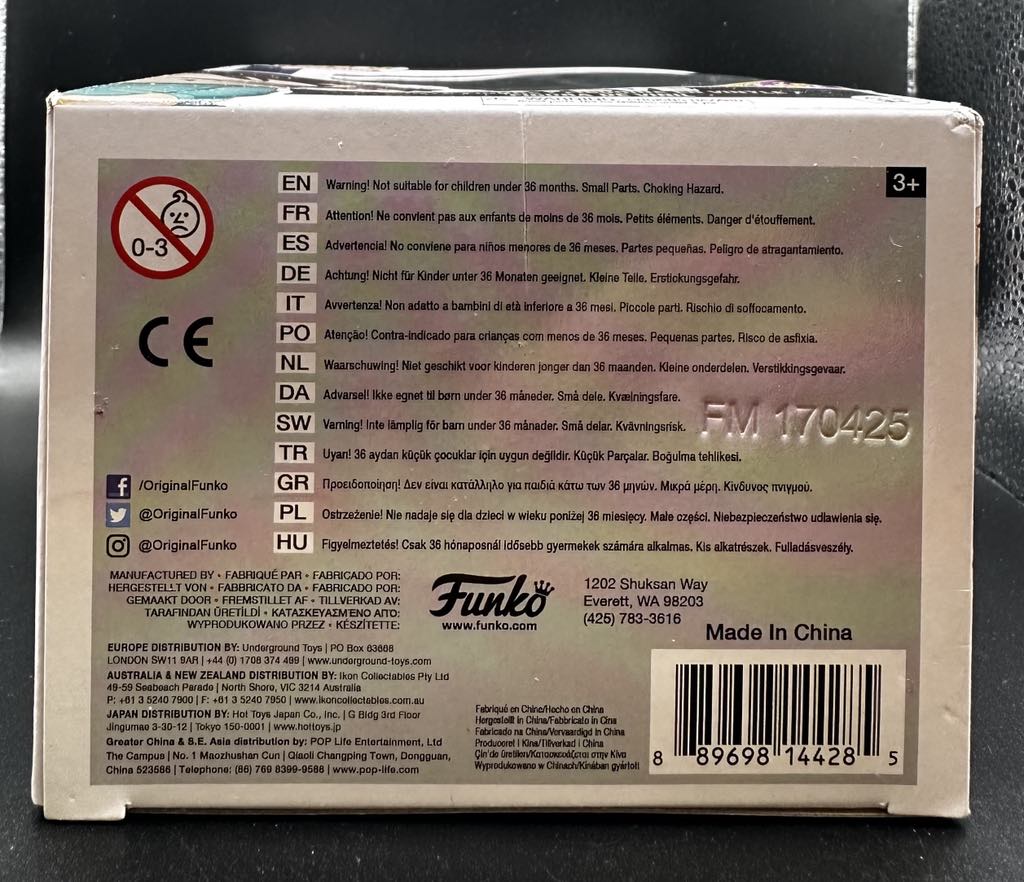 3+
0-3
CE
EN Warning! Not suitable for children under 36 months. Small Parts. Choking Hazard.
FR Attention! Ne convient pas aux enfants de moins de 36 mois. Petits éléments. Danger d'étouffement.
ES Advertencia! No conviene para niños menores de 36 meses. Partes pequeñas. Peligro de atragantamiento.
DE Achtung! Nicht für Kinder unter 36 Monaten geeignet. Kleine Teile. Erstickungsgefahr.
IT Avvertenza! Non adatto a bambini di età inferiore a 36 mesi. Piccole parti. Rischio di soffocamento.
PO Atenção! Contra-indicado para crianças com menos de 36 meses. Pequenas partes. Risco de asfixia.
NL Waarschuwing! Niet geschikt voor kinderen jonger dan 36 maanden. Kleine onderdelen. Verstikkingsgevaar.
DA Advarsel! Ikke egnet til børn under 36 måneder. Små dele. Kvælningsfare.
SW Varning! Inte lämplig för barn under 36 månader. Små delar. Kvävningsrisk.
FM 170425
TR Uyarı! 36 aydan küçük çocuklar için uygun değildir. Küçük Parçalar. Boğulma tehlikesi.
GR Προειδοποίηση! Δεν είναι κατάλληλο για παιδιά κάτω των 36 μηνών. Μικρά μέρη. Κίνδυνος πνιγμού.
PL Ostrzeżenie! Nie nadaje się dla dzieci w wieku poniżej 36 miesięcy. Małe części. Niebezpieczeństwo udławienia się.
HU Figyelmeztetés! Csak 36 hónaposnál idősebb gyermekek számára alkalmas. Kis alkatrészek. Fulladásveszély.
/OriginalFunko
@OriginalFunko
@OriginalFunko
MANUFACTURED BY • FABRIQUÉ PAR • FABRICADO POR:
HERGESTELLT VON • FABBRICATO DA • FABRICADO POR:
GEMAAKT DOOR • FREMSTILLET AF • TILLVERKAD AV:
TARAFINDAN ÜRETİLDİ • ΚΑΤΑΣΚΕΥΑΣΜΕΝΟ ΑΠΌ:
WYPRODUKOWANO PRZEZ • KÉSZÍTETTE:
Funko
www.funko.com
1202 Shuksan Way
Everett, WA 98203
(425) 783-3616
Made In China
EUROPE DISTRIBUTION BY: Underground Toys | PO Box 63668
LONDON SW11 9AR | +44 (0) 1708 374 499 | www.underground-toys.com
AUSTRALIA & NEW ZEALAND DISTRIBUTION BY: Ikon Collectables Pty Ltd
49-59 Seabeach Parade | North Shore, VIC 3214 Australia
P: +61 3 5240 7900 | F: +61 3 5240 7950 | www.ikoncollectables.com.au
JAPAN DISTRIBUTION BY: Hot Toys Japan Co., Inc. | G Bldg 3rd Floor
Jingumae 3-30-12 | Tokyo 150-0001 | www.hottoys.jp
Greater China & S.E. Asia distribution by: POP Life Entertainment, Ltd
The Campus | No. 1 Maozhushan Cun | Qiaoli Changping Town, Dongguan,
China 523586 | Telephone: (86) 769 8399-9588 | www.pop-life.com
Fabriqué en Chine/Hecho en China
Hergestellt in China/Fabbricato in Cina
Fabricado na China/Vervaardigd in China
Produceret i Kina/Tillverkad i China
Çin'de üretilen/Κατασκευάζεται στην Κίνα
Wyprodukowano w Chinach/Kínában gyártott
8 89698 14428 5